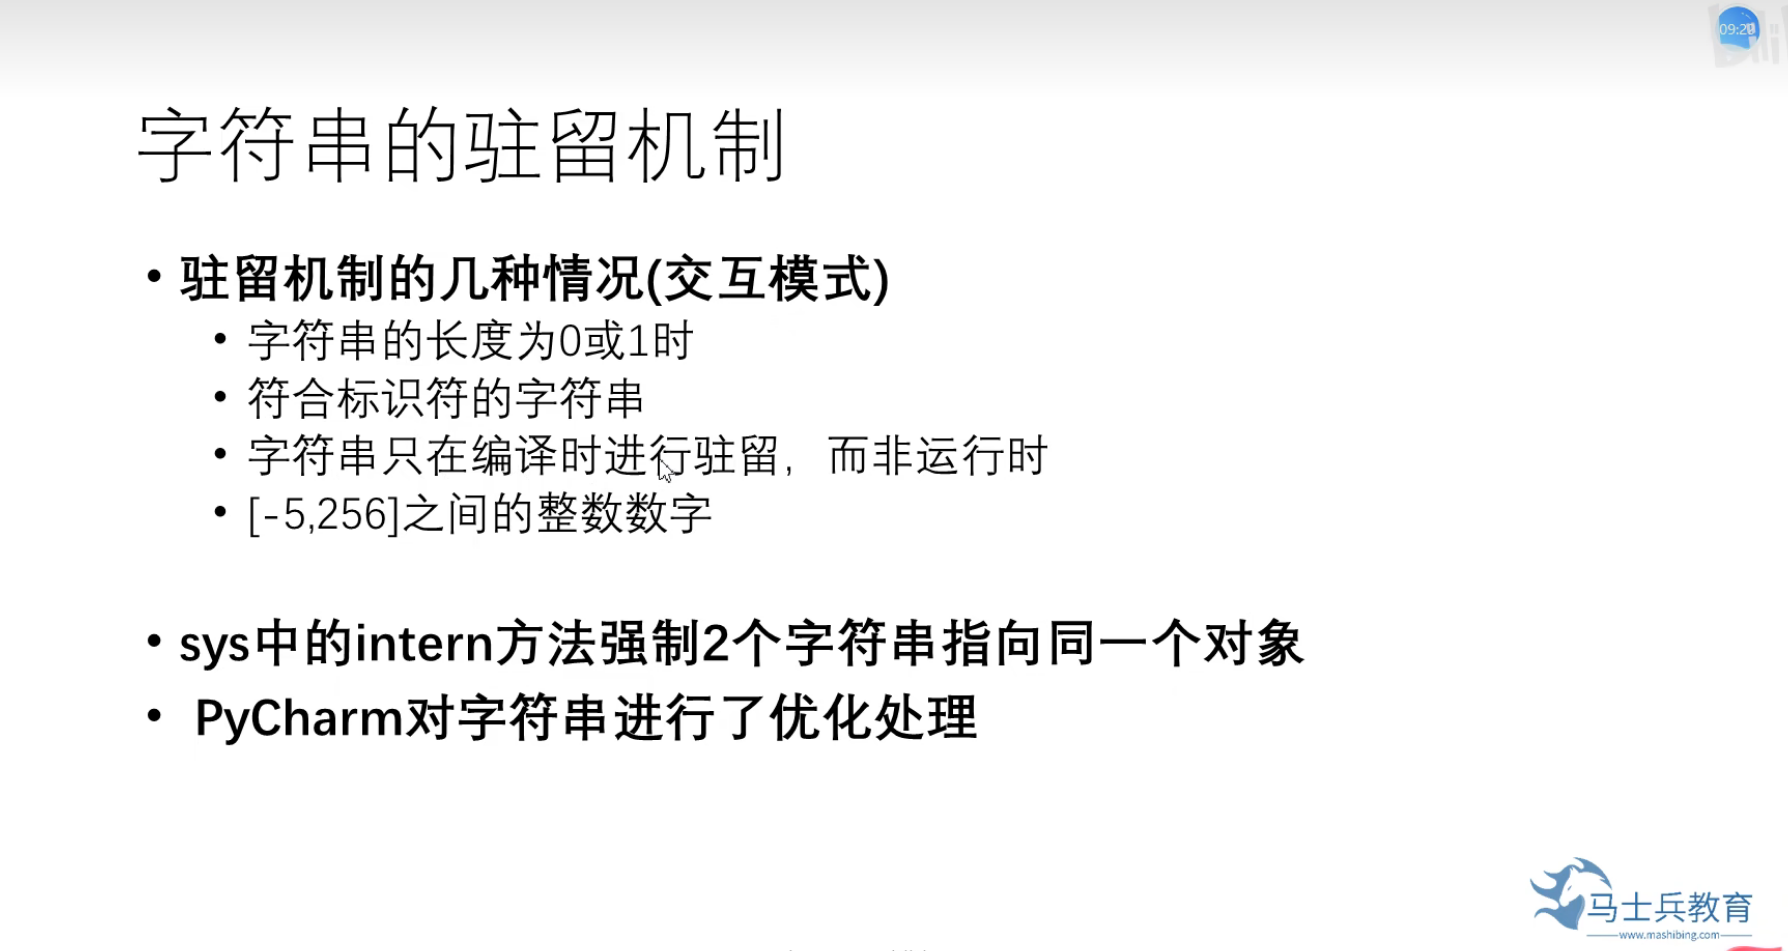 09:20
字符串的驻留机制
• 驻留机制的几种情况(交互模式)
• 字符串的长度为0或1时
• 符合标识符的字符串
• 字符串只在编译时进行驻留，而非运行时
• [-5,256]之间的整数数字
• sys中的intern方法强制2个字符串指向同一个对象
• PyCharm对字符串进行了优化处理
马士兵教育
www.mashibing.com